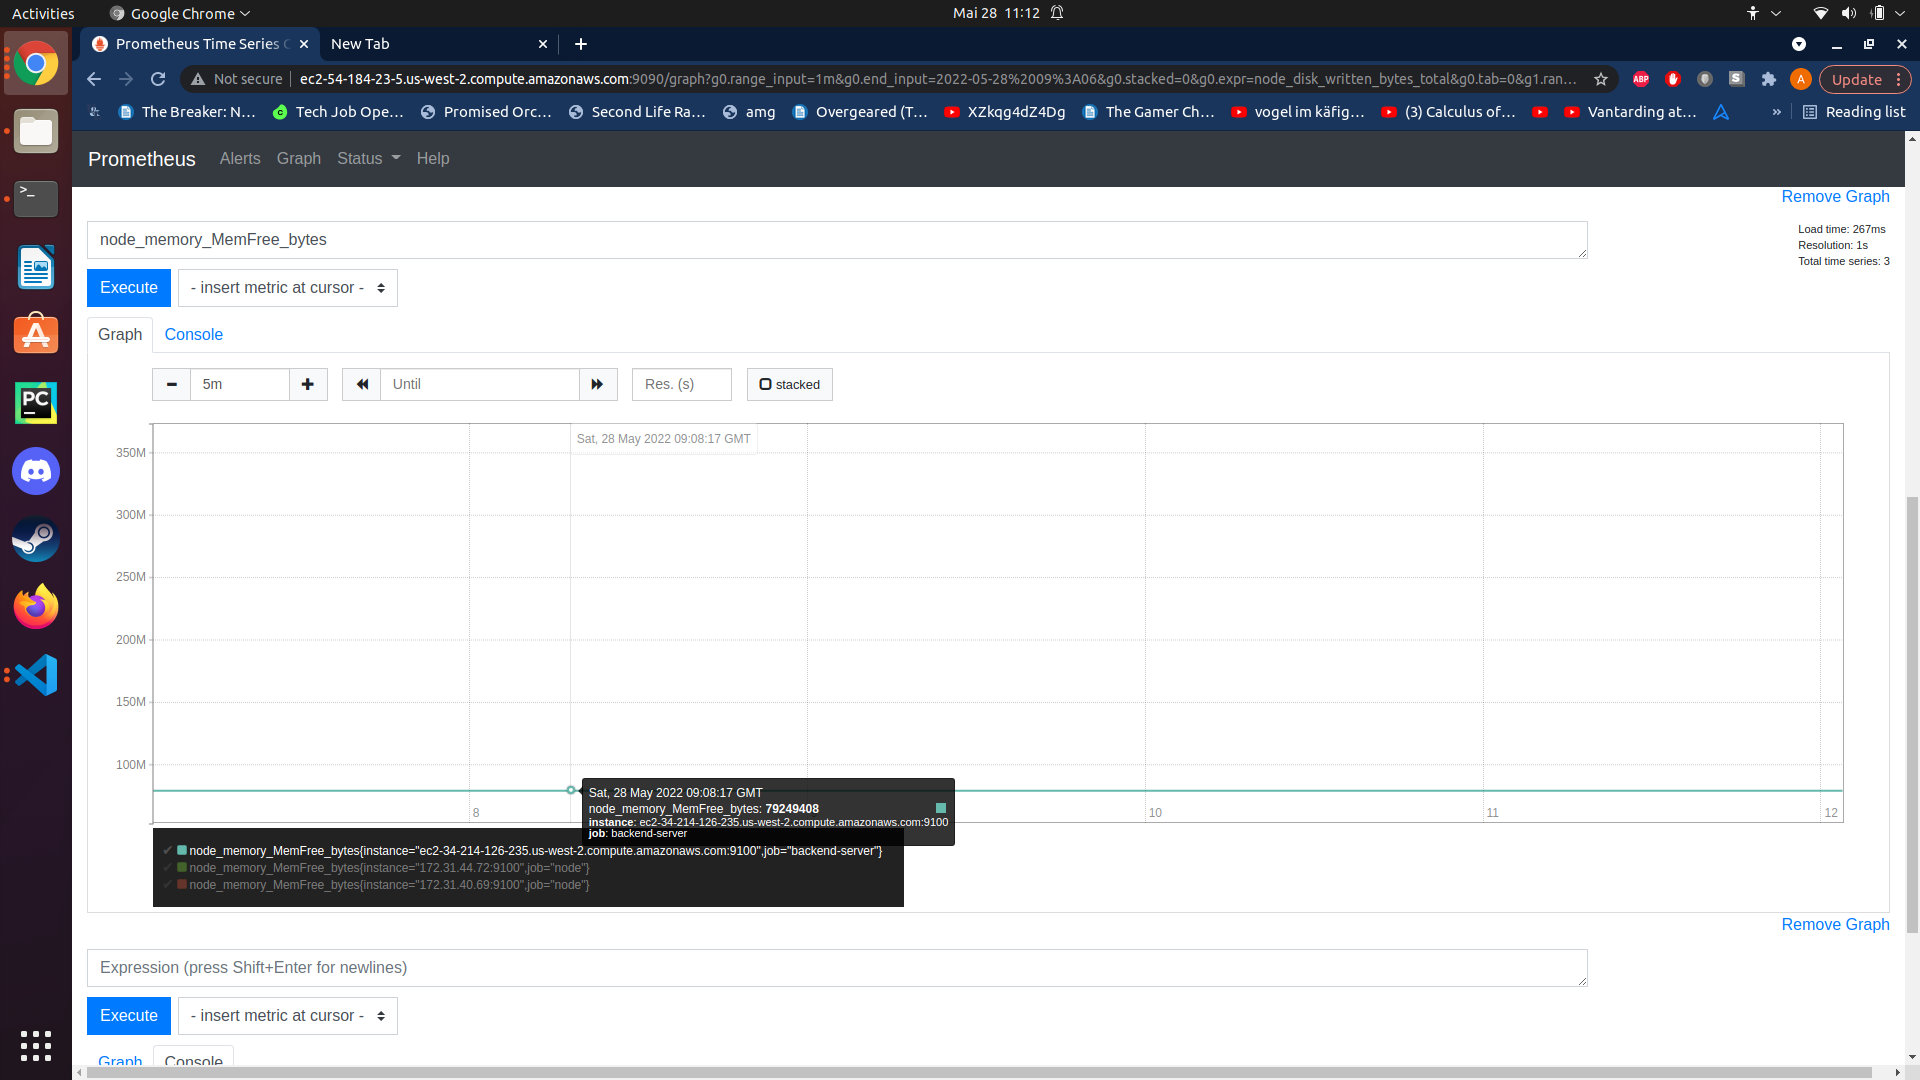 Activities
Google Chrome
Mai 28 11:12
Prometheus Time Series C
New Tab
Not secure
ec2-54-184-23-5.us-west-2.compute.amazonaws.com:9090/graph?g0.range_input=1m&g0.end_input=2022-05-28%2009%3A06&g0.stacked=0&g0.expr=node_disk_written_bytes_total&g0.tab=0&g1.ran...
ABP
S
A
Update
The Breaker: N...
Tech Job Ope...
Promised Orc...
Second Life Ra...
amg
Overgeared (T...
XZkqg4dZ4Dg
The Gamer Ch...
vogel im käfig...
(3) Calculus of...
Vantarding at...
»
Reading list
Prometheus
Alerts
Graph
Status
Help
Remove Graph
node_memory_MemFree_bytes
Load time: 267ms
Resolution: 1s
Total time series: 3
Execute
- insert metric at cursor -
Graph
Console
5m
Until
Res. (s)
stacked
Sat, 28 May 2022 09:08:17 GMT
350M
300M
250M
200M
150M
100M
8
10
11
12
Sat, 28 May 2022 09:08:17 GMT
node_memory_MemFree_bytes: 79249408
instance: ec2-34-214-126-235.us-west-2.compute.amazonaws.com:9100
job: backend-server
node_memory_MemFree_bytes{instance="ec2-34-214-126-235.us-west-2.compute.amazonaws.com:9100",job="backend-server"}
node_memory_MemFree_bytes{instance="172.31.44.72:9100",job="node"}
node_memory_MemFree_bytes{instance="172.31.40.69:9100",job="node"}
Remove Graph
Expression (press Shift+Enter for newlines)
Execute
- insert metric at cursor -
Graph
Console
PC
>_